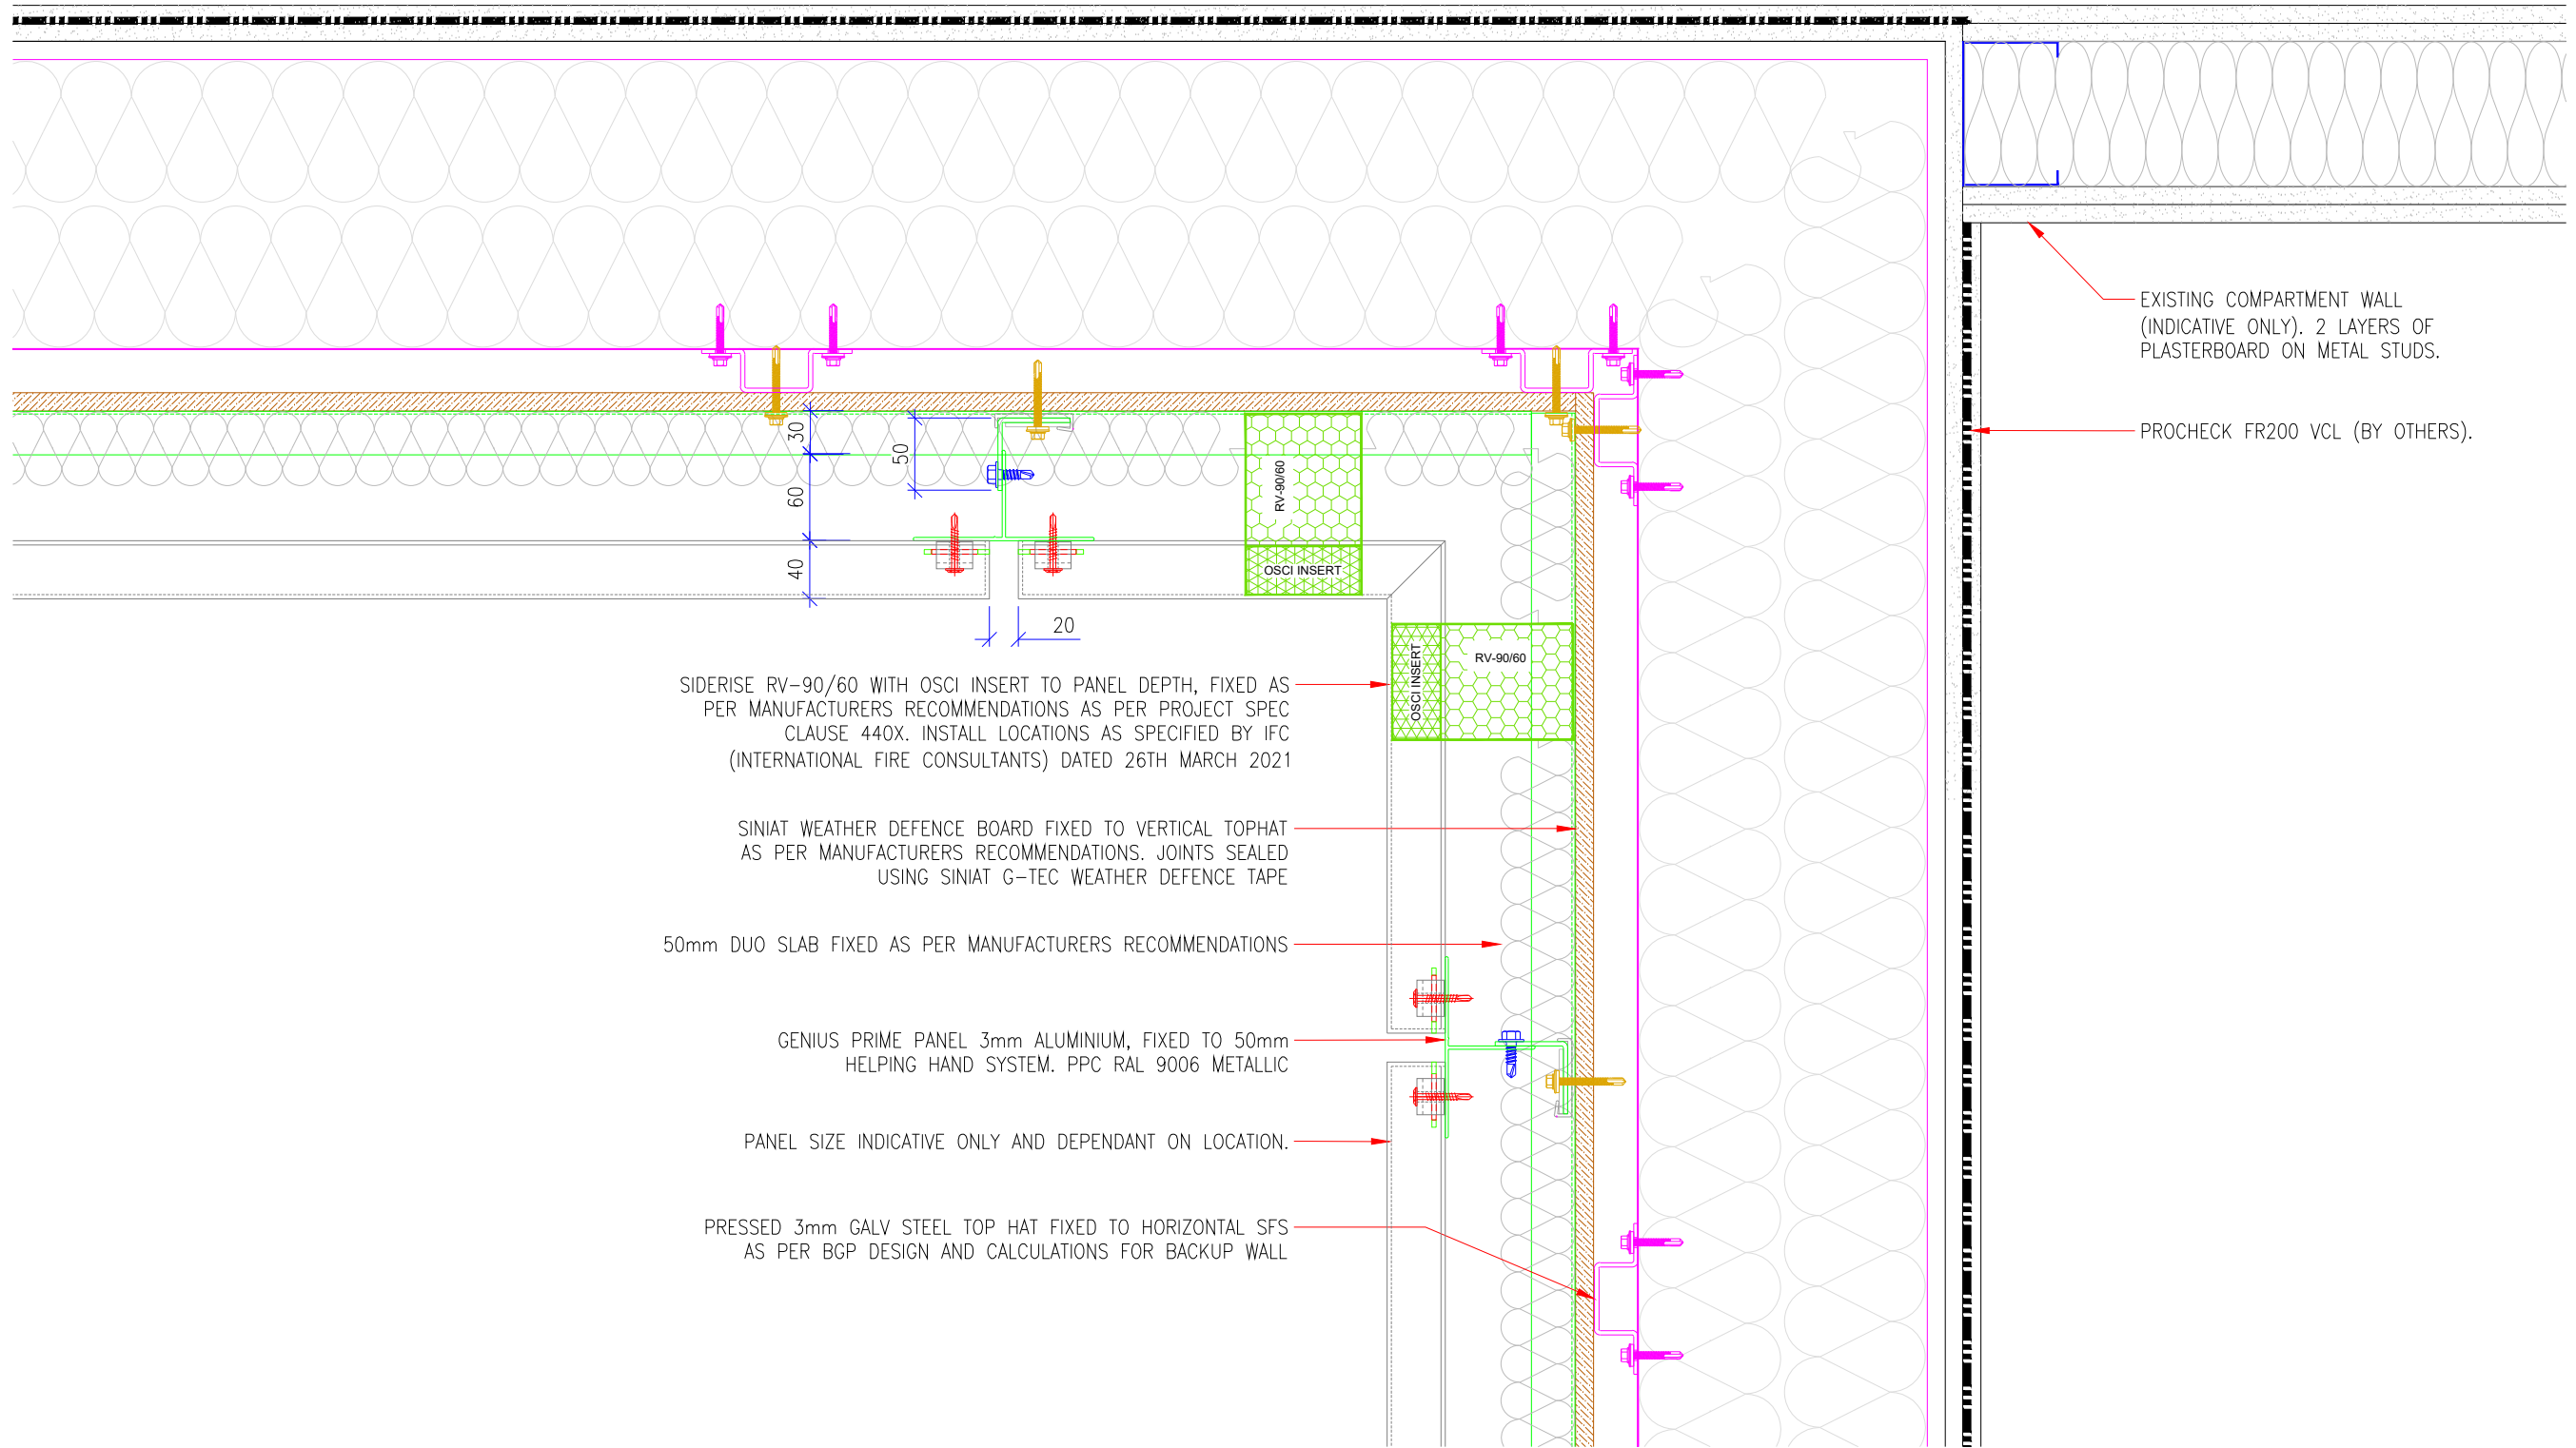 EXISTING COMPARTMENT WALL
(INDICATIVE ONLY). 2 LAYERS OF
PLASTERBOARD ON METAL STUDS.
PROCHECK FR200 VCL (BY OTHERS).
30
50
60
40
20
RV-90/60
OSCI INSERT
RV-90/60
OSCI INSERT
SIDERISE RV-90/60 WITH OSCI INSERT TO PANEL DEPTH, FIXED AS
PER MANUFACTURERS RECOMMENDATIONS AS PER PROJECT SPEC
CLAUSE 440X. INSTALL LOCATIONS AS SPECIFIED BY IFC
(INTERNATIONAL FIRE CONSULTANTS) DATED 26TH MARCH 2021
SINIAT WEATHER DEFENCE BOARD FIXED TO VERTICAL TOPHAT
AS PER MANUFACTURERS RECOMMENDATIONS. JOINTS SEALED
USING SINIAT G-TEC WEATHER DEFENCE TAPE
50mm DUO SLAB FIXED AS PER MANUFACTURERS RECOMMENDATIONS
GENIUS PRIME PANEL 3mm ALUMINIUM, FIXED TO 50mm
HELPING HAND SYSTEM. PPC RAL 9006 METALLIC
PANEL SIZE INDICATIVE ONLY AND DEPENDANT ON LOCATION.
PRESSED 3mm GALV STEEL TOP HAT FIXED TO HORIZONTAL SFS
AS PER BGP DESIGN AND CALCULATIONS FOR BACKUP WALL